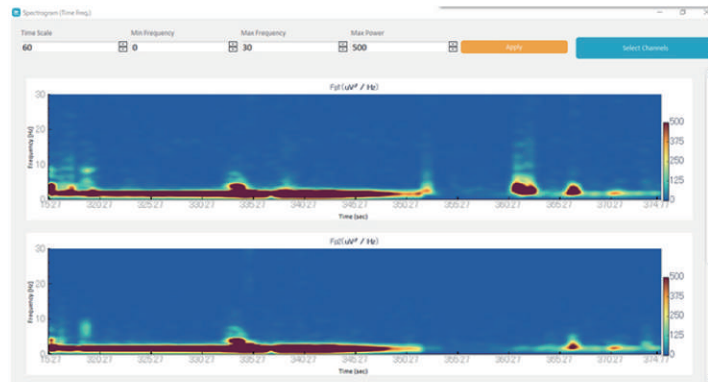 Spectrogram (Time Freq.)
Time Scale Min Frequency Max Frequency Max Power
60 0 30 500 Apply Select Channels
Fp1(uV² / Hz)
30
20
10
0
Frequency (Hz)
500
375
250
125
0
15.27 320.27 325.27 330.27 335.27 340.27 345.27 350.27 355.27 360.27 365.27 370.27 374.77
Time (sec)
Fp2(uV² / Hz)
30
20
10
0
Frequency (Hz)
500
375
250
125
0
15.27 320.27 325.27 330.27 335.27 340.27 345.27 350.27 355.27 360.27 365.27 370.27 374.77
Time (sec)